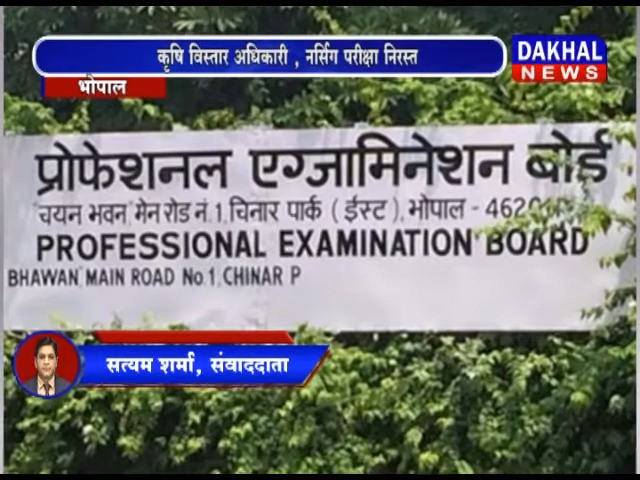 कृषि विस्तार अधिकारी , नर्सिग परीक्षा निरस्त
DAKHAL
NEWS
भोपाल
प्रोफेशनल एग्जामिनेशन बोर्ड
चयन भवन, मेन रोड नं. 1, चिनार पार्क ( ईस्ट ), भोपाल -
PROFESSIONAL EXAMINATION BOARD
BHAWAN, MAIN ROAD No. 1, CHINAR P
सत्यम शर्मा, संवाददाता